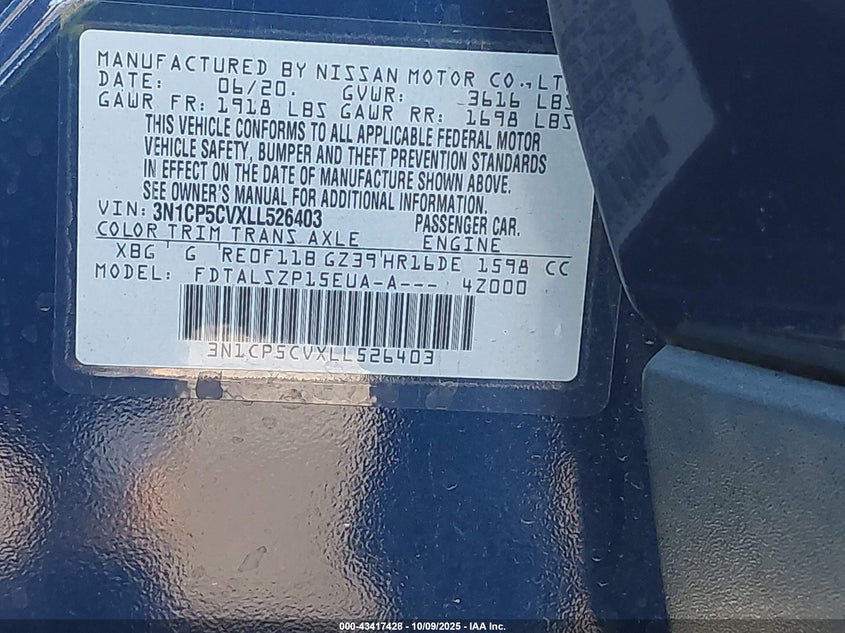 MANUFACTURED BY NISSAN MOTOR CO., LT
DATE: 06/20. GVWR: 3616 LBS
GAWR FR: 1918 LBS GAWR RR: 1698 LBS
THIS VEHICLE CONFORMS TO ALL APPLICABLE FEDERAL MOTOR
VEHICLE SAFETY, BUMPER AND THEFT PREVENTION STANDARDS
IN EFFECT ON THE DATE OF MANUFACTURE SHOWN ABOVE.
SEE OWNER'S MANUAL FOR ADDITIONAL INFORMATION.
VIN: 3N1CP5CVXLL526403 PASSENGER CAR.
COLOR TRIM TRANS AXLE ENGINE
XBG G RE0F11B GZ39 HR16DE 1598 CC
MODEL: FDTALSZP15EUA-A--- 4Z000
3N1CP5CVXLL526403
000-43417428 - 10/09/2025 - IAA Inc.